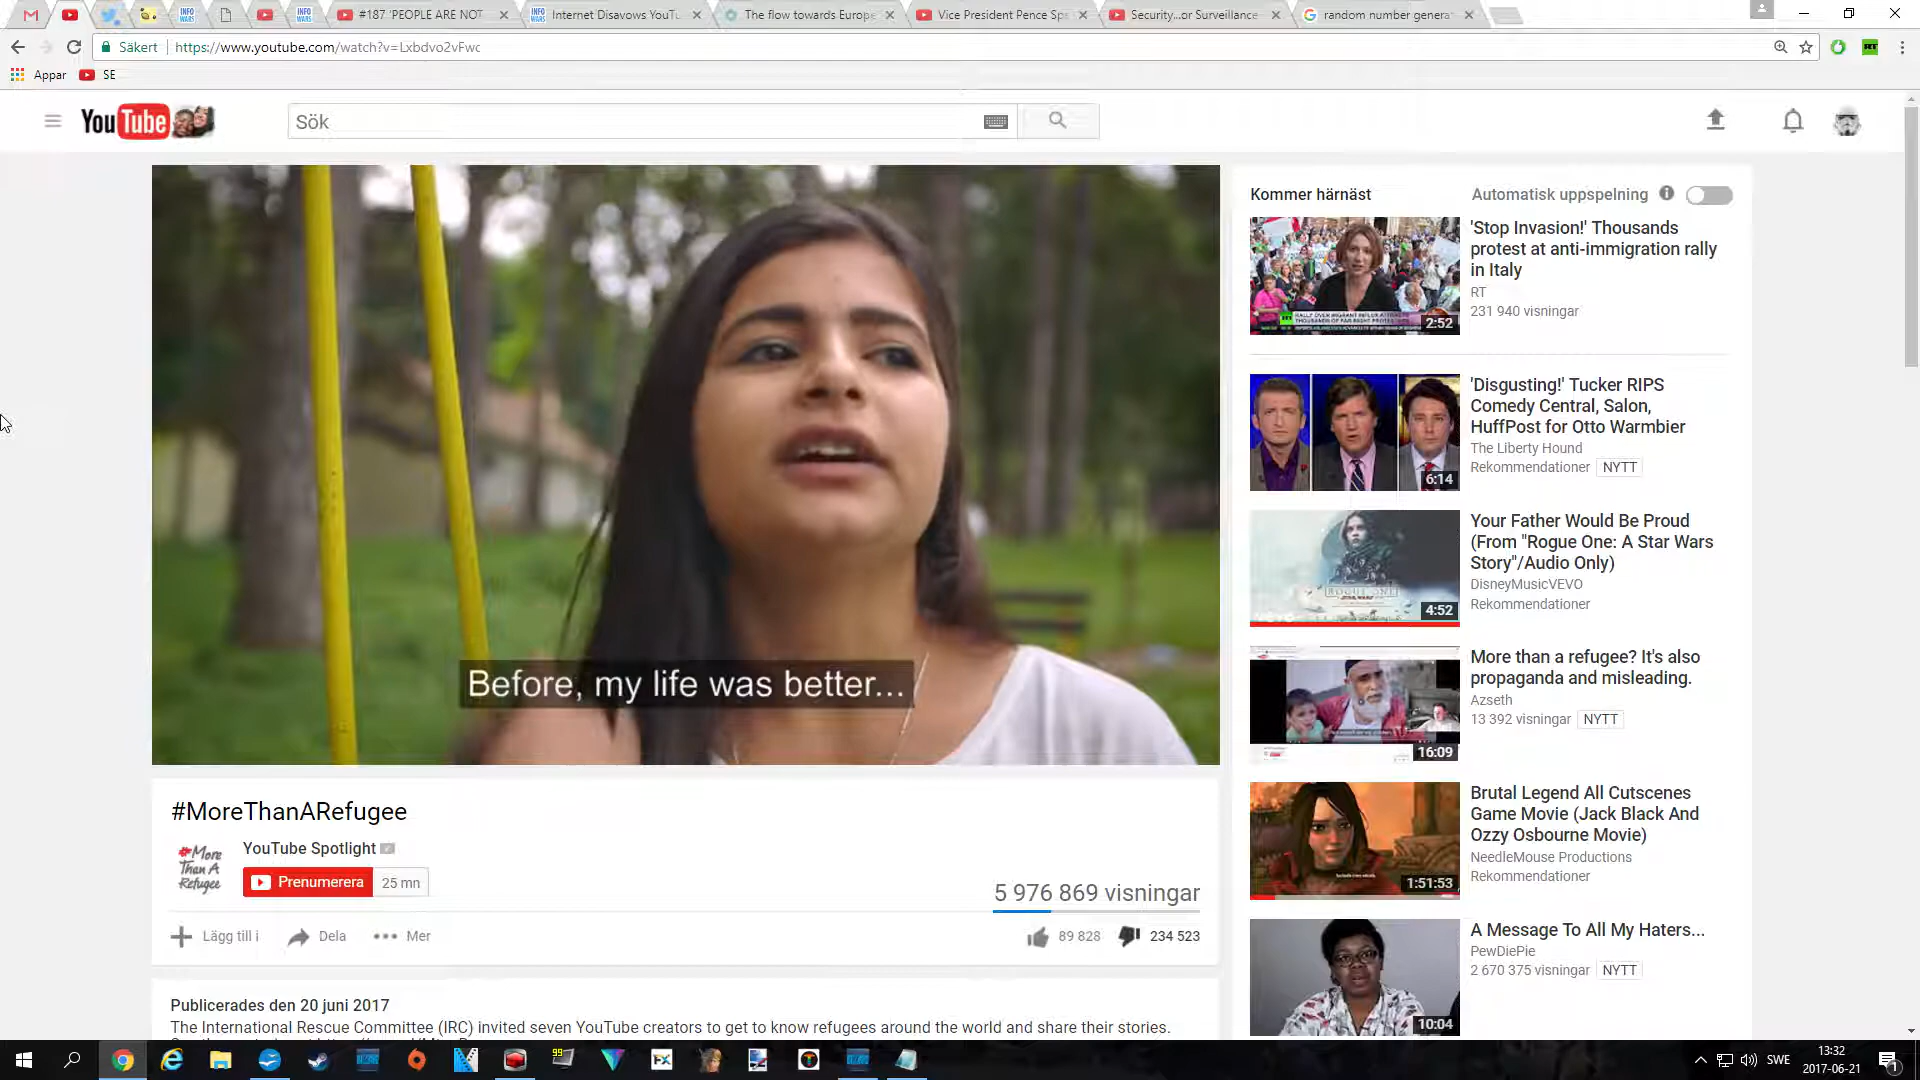 #187 'PEOPLE ARE NOT
Internet Disavows YouTu
The flow towards Europe
Vice President Pence Spe
Security...or Surveillance
random number genera
Säkert
https://www.youtube.com/watch?v=Lxbdvo2vFwc
Appar
SE
YouTube
Sök
Before, my life was better...
#MoreThanARefugee
#More
Than A
Refugee
YouTube Spotlight
Prenumerera
25 mn
5 976 869 visningar
Lägg till i
Dela
Mer
89 828
234 523
Publicerades den 20 juni 2017
The International Rescue Committee (IRC) invited seven YouTube creators to get to know refugees around the world and share their stories.
Kommer härnäst
Automatisk uppspelning
2:52
'Stop Invasion!' Thousands
protest at anti-immigration rally
in Italy
RT
231 940 visningar
6:14
'Disgusting!' Tucker RIPS
Comedy Central, Salon,
HuffPost for Otto Warmbier
The Liberty Hound
Rekommendationer NYTT
4:52
Your Father Would Be Proud
(From "Rogue One: A Star Wars
Story"/Audio Only)
DisneyMusicVEVO
Rekommendationer
16:09
More than a refugee? It's also
propaganda and misleading.
Azseth
13 392 visningar NYTT
1:51:53
Brutal Legend All Cutscenes
Game Movie (Jack Black And
Ozzy Osbourne Movie)
NeedleMouse Productions
Rekommendationer
10:04
A Message To All My Haters...
PewDiePie
2 670 375 visningar NYTT
SWE
13:32
2017-06-21